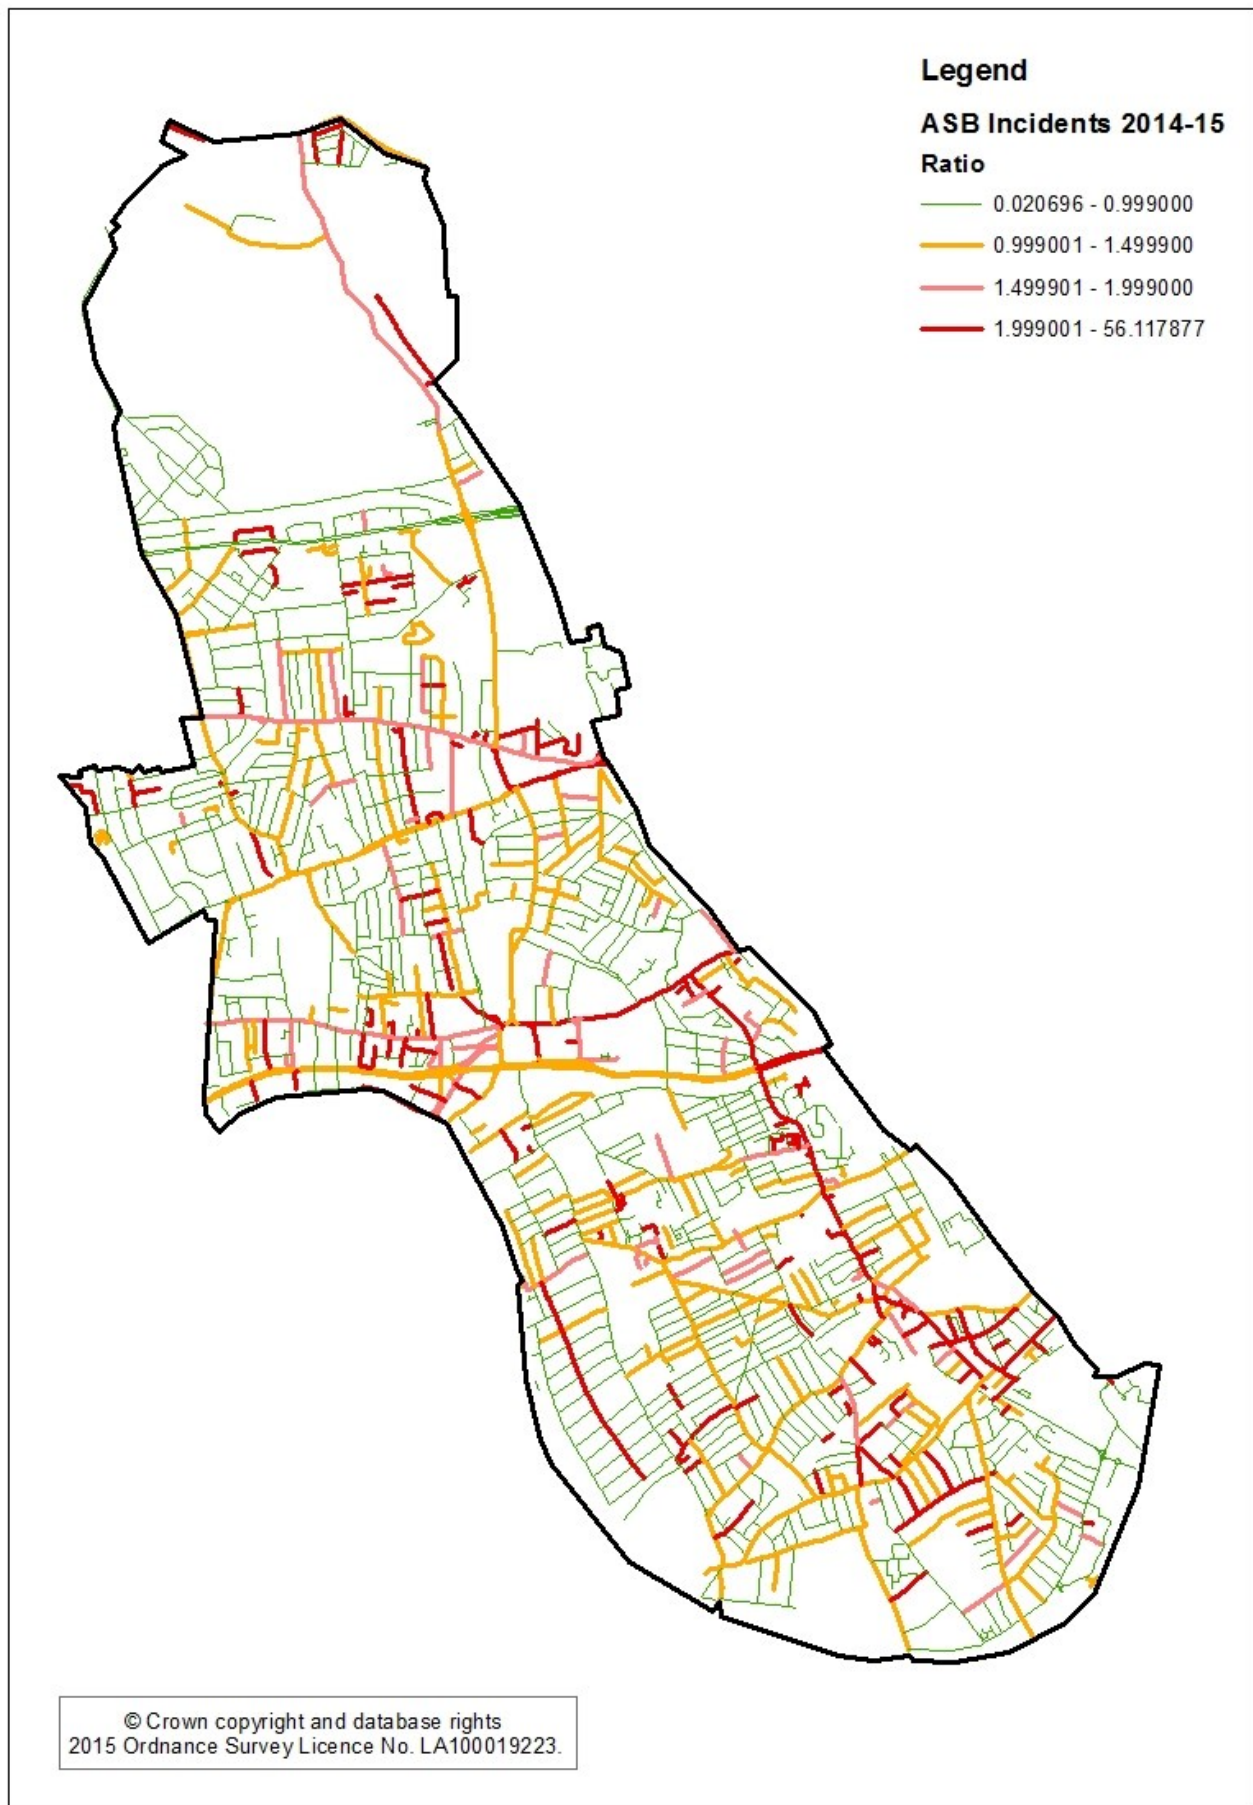 Legend
ASB Incidents 2014-15
Ratio
0.020696 - 0.999000
0.999001 - 1.499900
1.499901 - 1.999000
1.999001 - 56.117877
© Crown copyright and database rights
2015 Ordnance Survey Licence No. LA100019223.